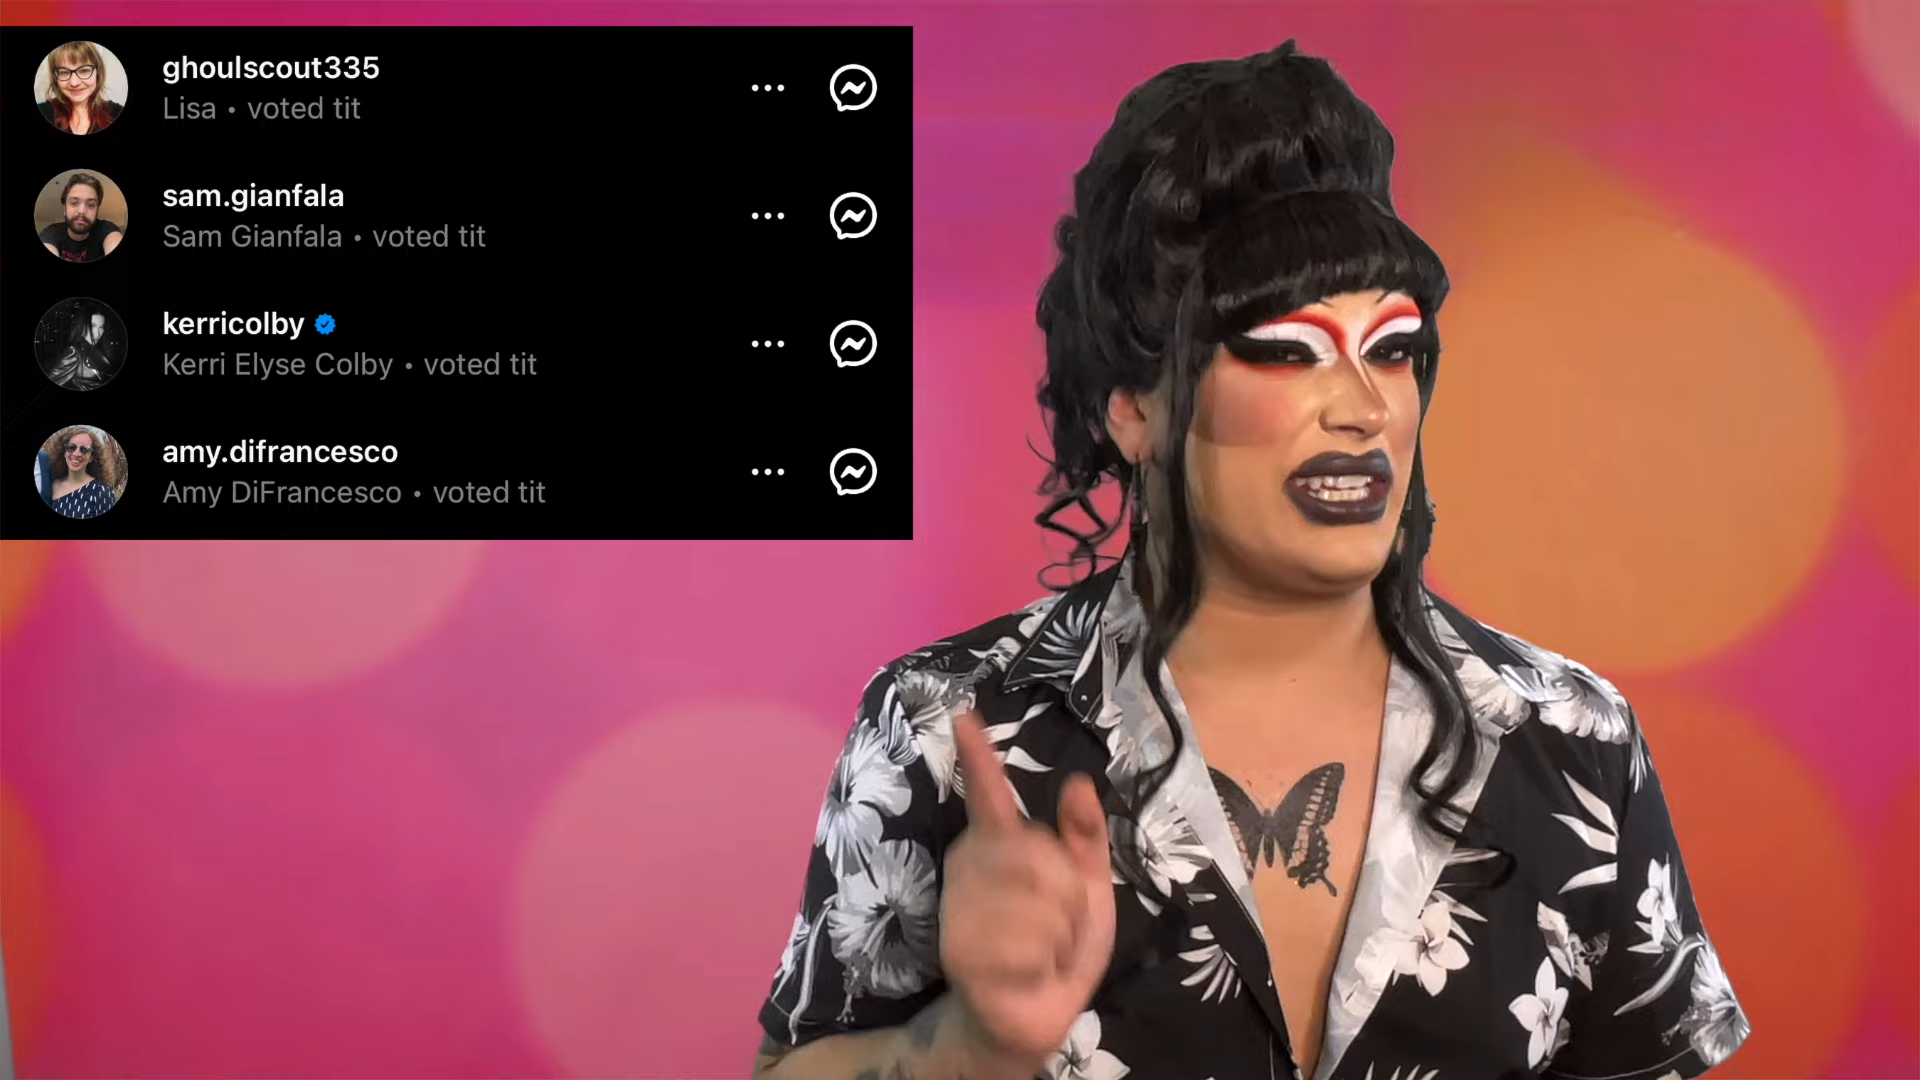 ghoulscout335
Lisa • voted tit
sam.gianfala
Sam Gianfala • voted tit
kerricolby
Kerri Elyse Colby • voted tit
amy.difrancesco
Amy DiFrancesco • voted tit